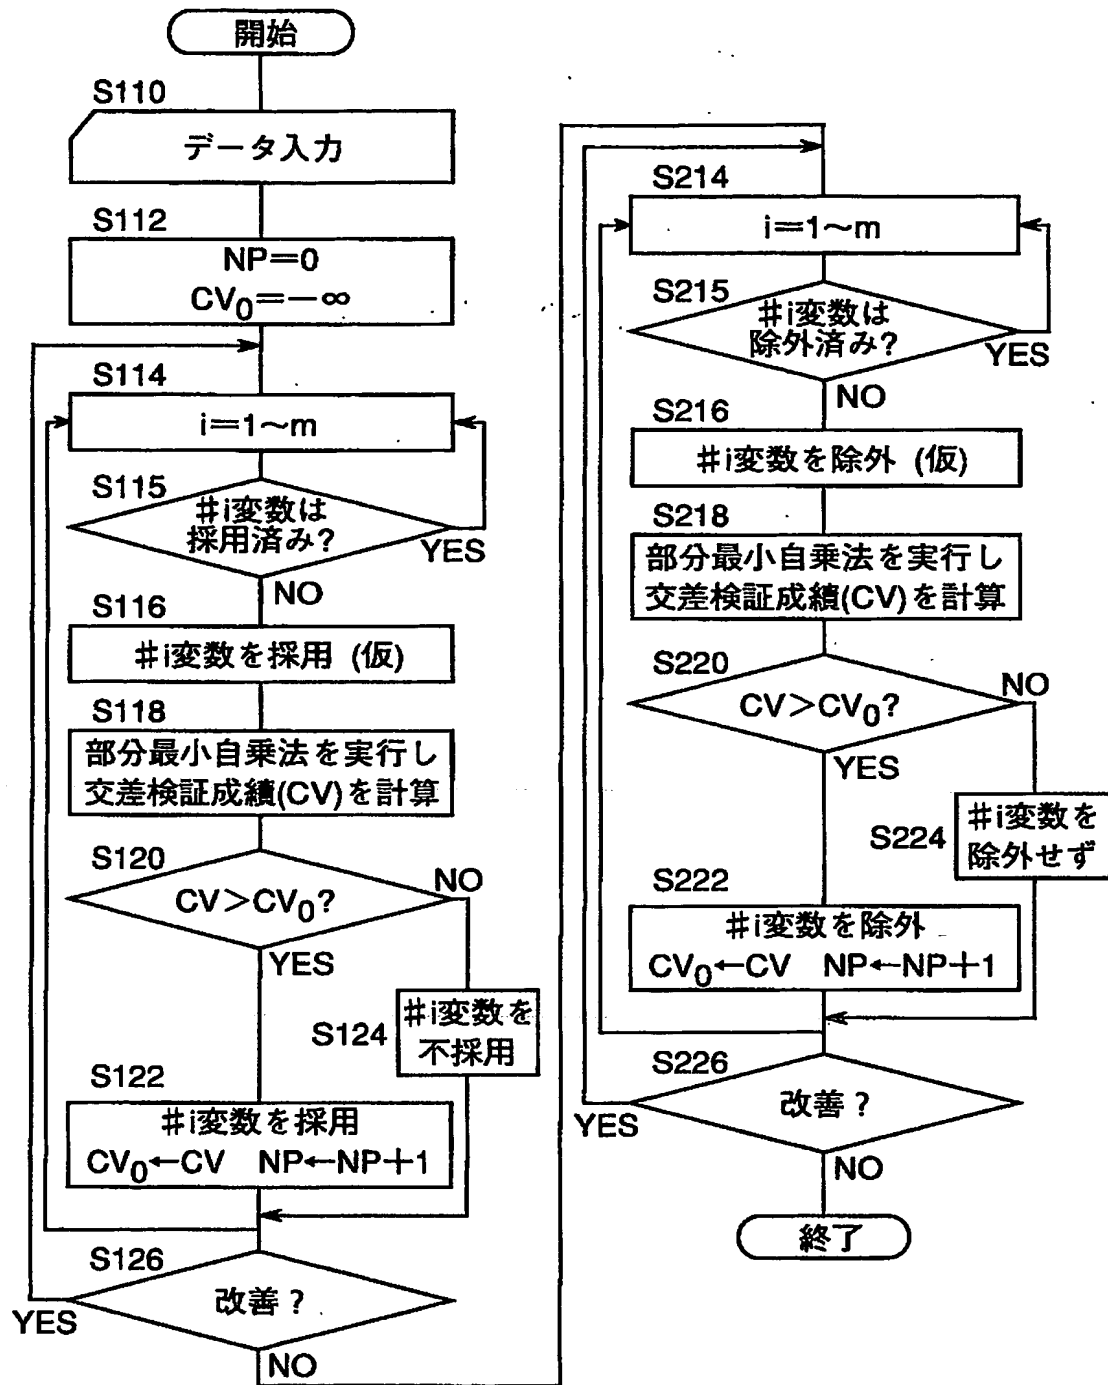 開始
S110
データ入力
S112
NP=0
CV₀=-∞
S114
i=1~m
S115
#i変数は
採用済み?
YES
NO
S116
#i変数を採用 (仮)
S118
部分最小自乗法を実行し
交差検証成績(CV)を計算
S120
CV>CV₀?
NO
YES
S124
#i変数を
不採用
S122
#i変数を採用
CV₀←CV NP←NP+1
S126
改善?
YES
NO
S214
i=1~m
S215
#i変数は
除外済み?
YES
NO
S216
#i変数を除外 (仮)
S218
部分最小自乗法を実行し
交差検証成績(CV)を計算
S220
CV>CV₀?
NO
YES
S224
#i変数を
除外せず
S222
#i変数を除外
CV₀←CV NP←NP+1
S226
改善?
YES
NO
終了